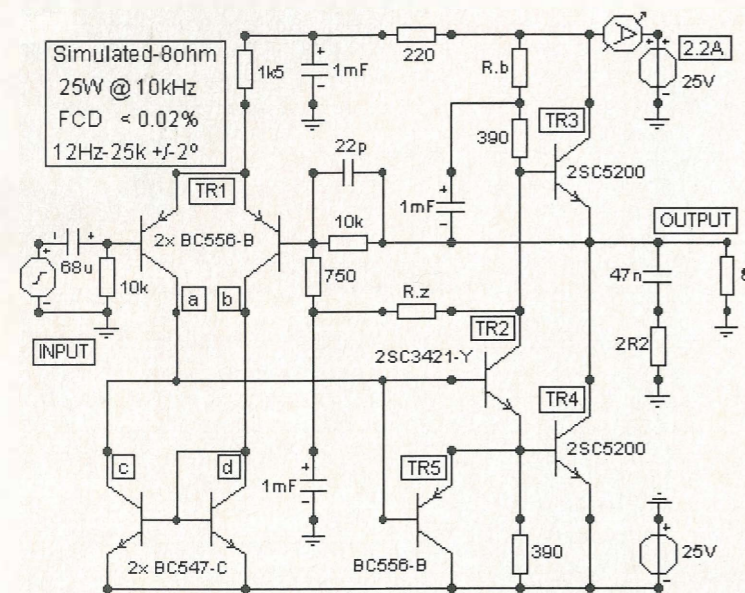 Simulated-8ohm
25W @ 10kHz
FCD < 0.02%
12Hz-25k +/-2º
1k5
1mF
220
R.b
2.2A
25V
390
TR3
2SC5200
22p
TR1
1mF
2x BC556-B
10k
OUTPUT
68u
10k
a
b
750
47n
8
INPUT
R.z
TR2
2R2
2SC3421-Y
TR4
2SC5200
c
d
TR5
1mF
390
25V
2x BC547-C
BC556-B